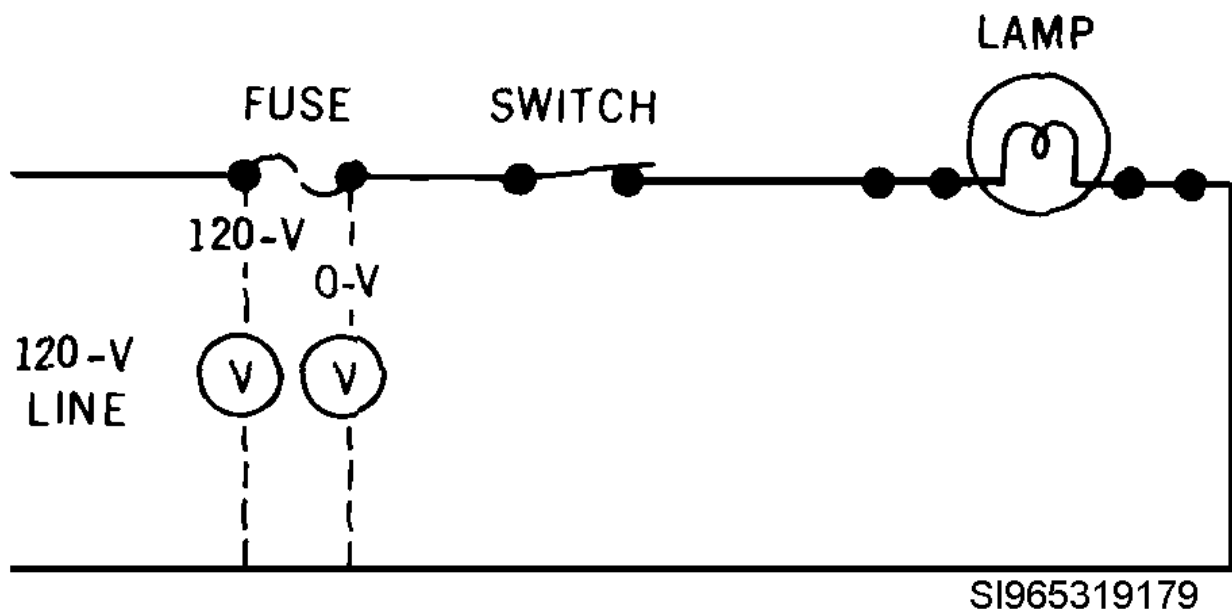 LAMP
FUSE
SWITCH
120-V
0-V
120-V
LINE
V
V
SI965319179